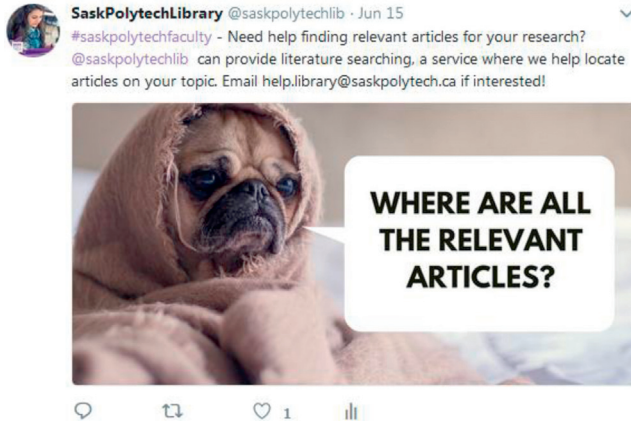 SaskPolytechLibrary @saskpolytechlib · Jun 15
#saskpolytechfaculty - Need help finding relevant articles for your research?
@saskpolytechlib can provide literature searching, a service where we help locate
articles on your topic. Email help.library@saskpolytech.ca if interested!
WHERE ARE ALL
THE RELEVANT
ARTICLES?
1